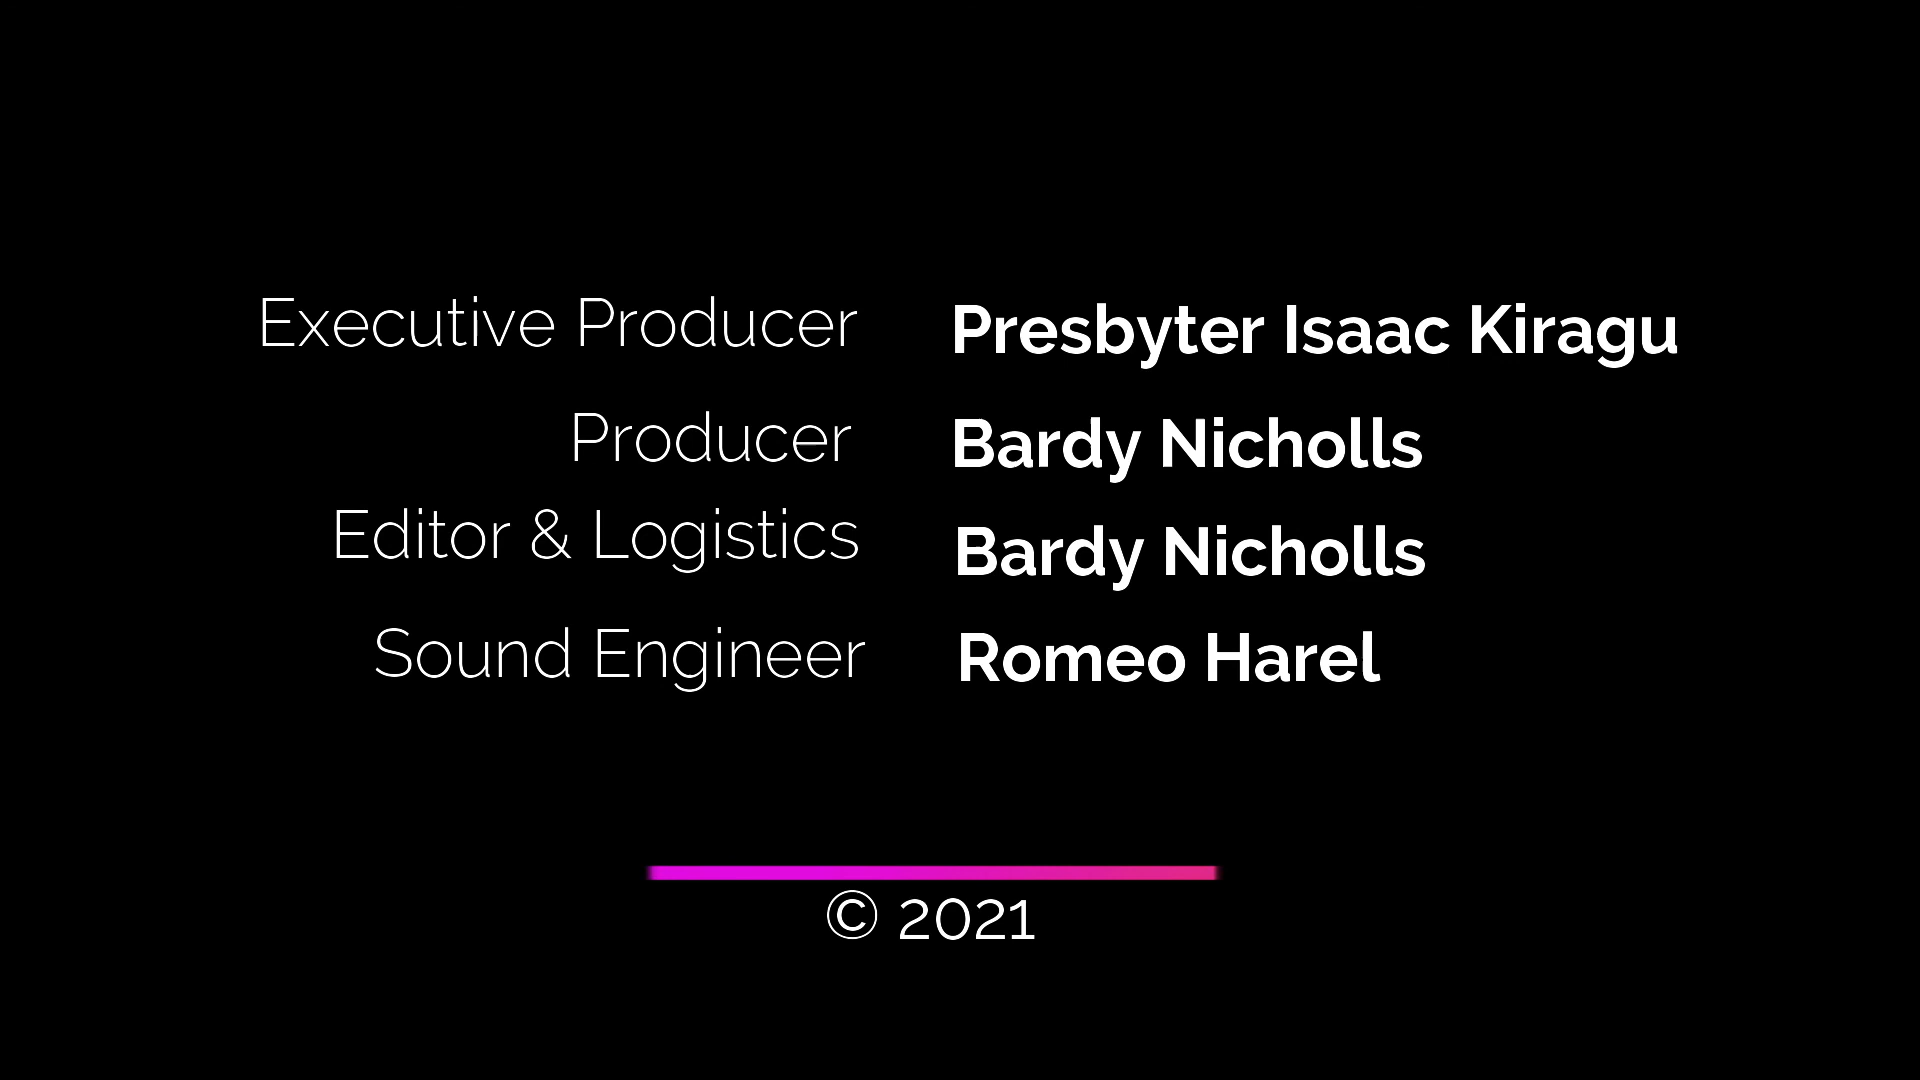 Executive Producer Presbyter Isaac Kiragu
Producer Bardy Nicholls
Editor & Logistics Bardy Nicholls
Sound Engineer Romeo Harel
© 2021